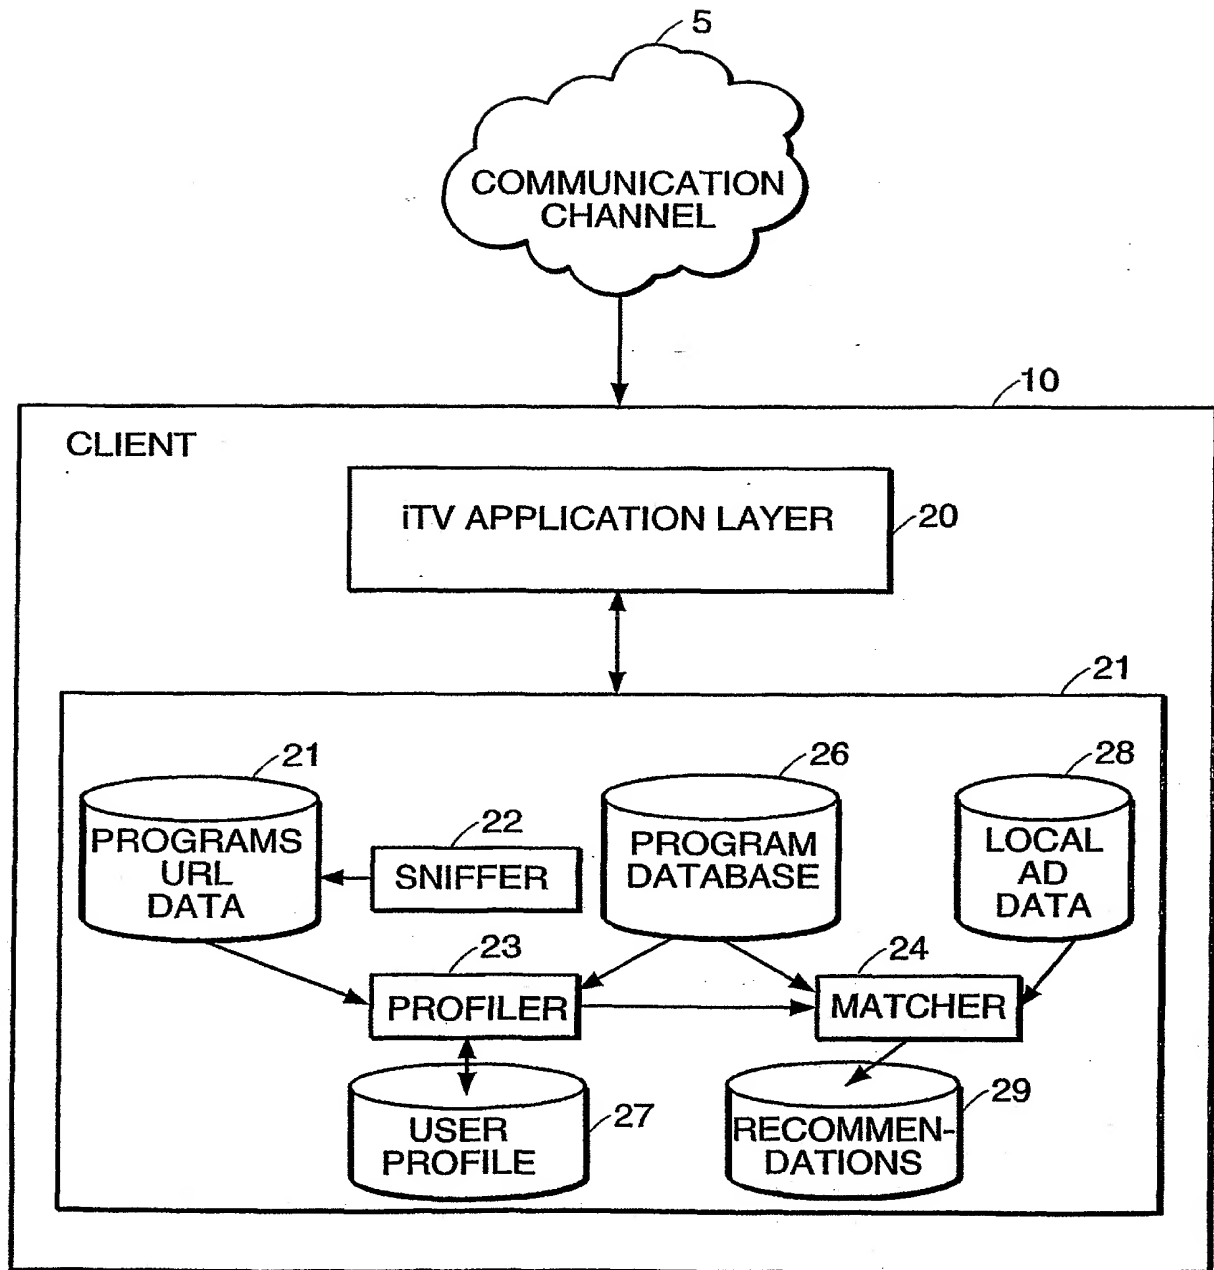 5
COMMUNICATION
CHANNEL
10
CLIENT
iTV APPLICATION LAYER
20
21
21
26
28
PROGRAMS
URL
DATA
22
SNIFFER
PROGRAM
DATABASE
LOCAL
AD
DATA
23
24
PROFILER
MATCHER
USER
PROFILE
27
RECOMMEN-
DATIONS
29